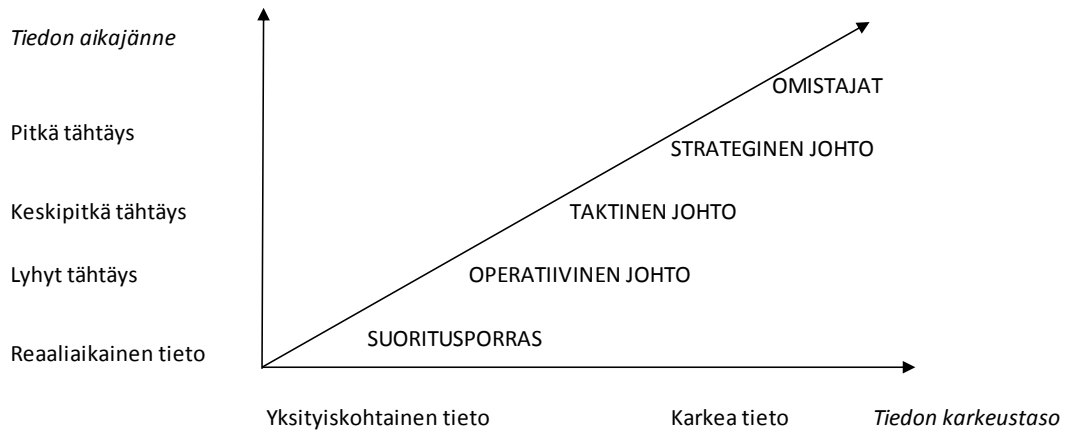 Tiedon aikajänne
OMISTAJAT
Pitkä tähtäys
STRATEGINEN JOHTO
Keskipitkä tähtäys
TAKTINEN JOHTO
Lyhyt tähtäys
OPERATIIVINEN JOHTO
SUORITUSPORRAS
Reaaliaikainen tieto
Yksityiskohtainen tieto
Karkea tieto
Tiedon karkeustaso